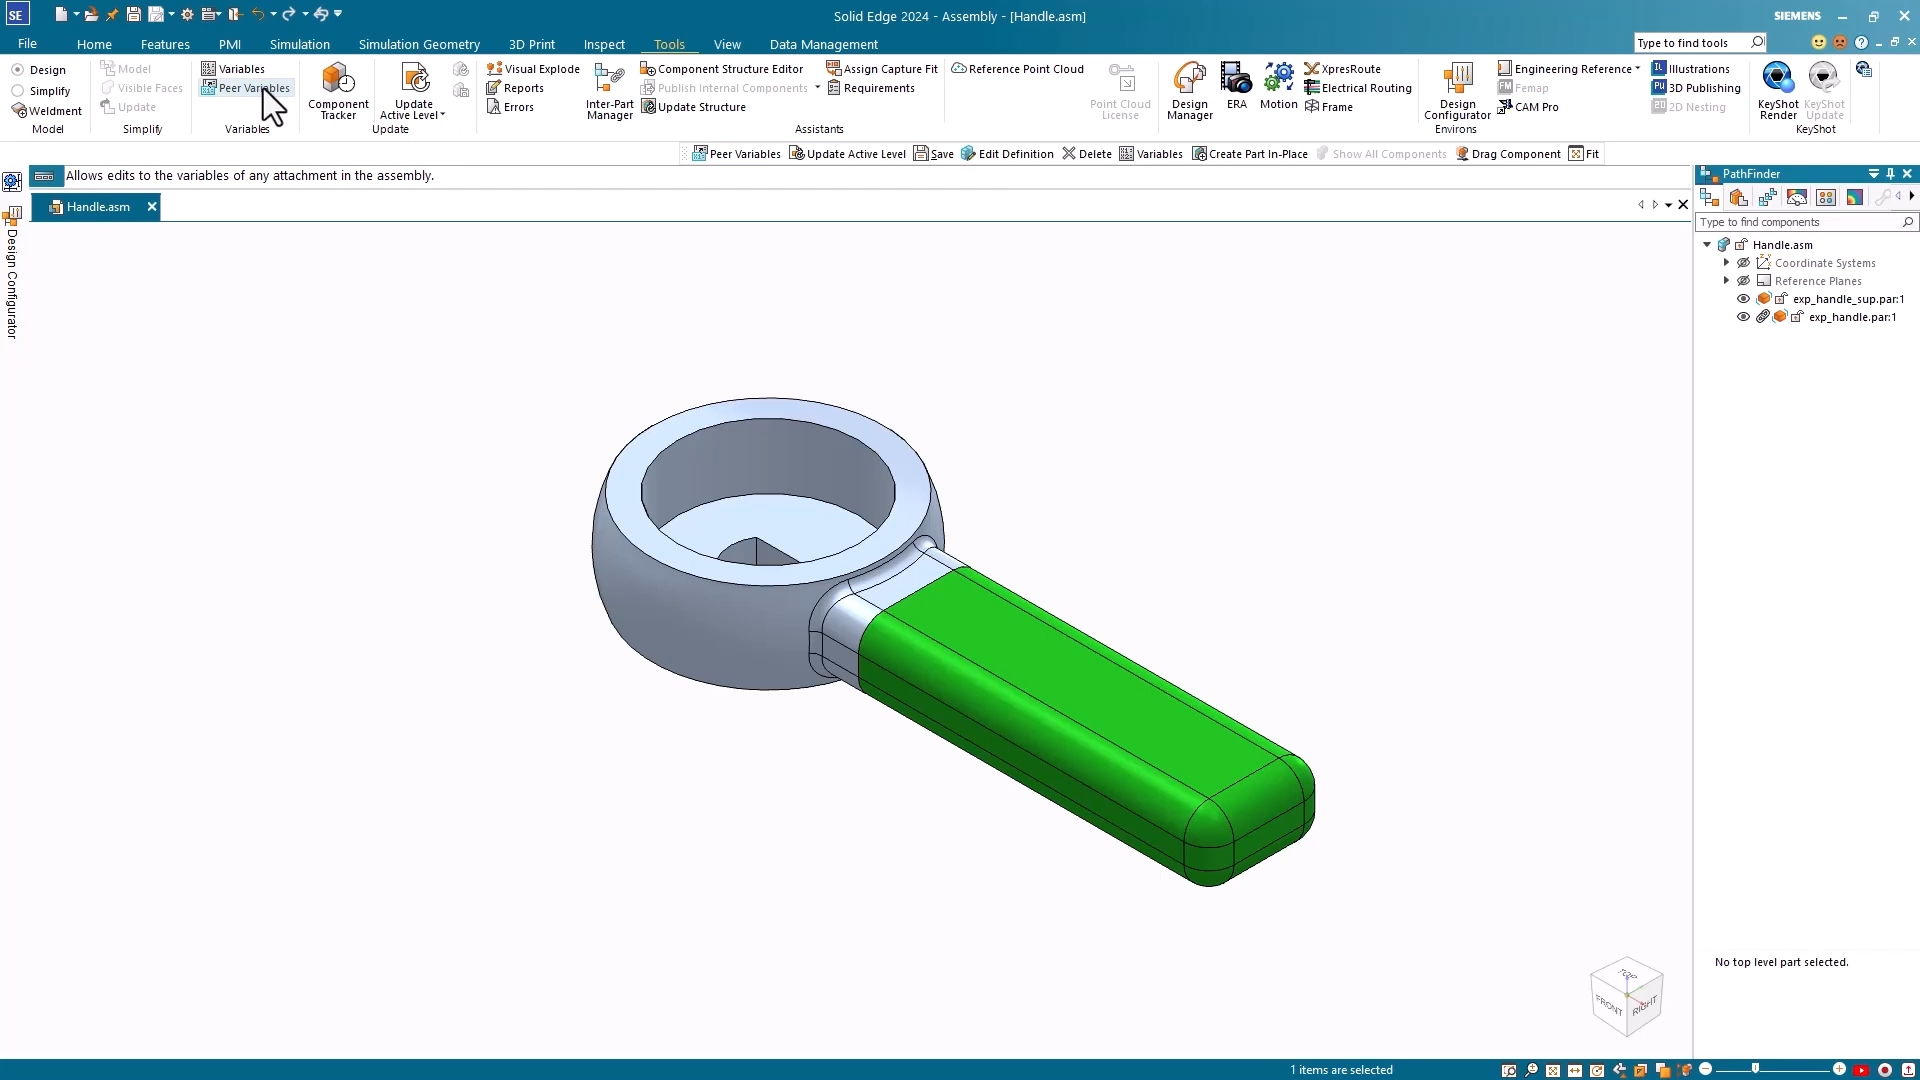 SE
Solid Edge 2024 - Assembly - [Handle.asm]
SIEMENS
File Home Features PMI Simulation Simulation Geometry 3D Print Inspect Tools View Data Management
Type to find tools
Design
Simplify
Weldment
Model
Model
Visible Faces
Update
Simplify
Variables
Peer Variables
Variables
Component
Tracker
Update
Active Level
Update
Visual Explode
Reports
Errors
Inter-Part
Manager
Component Structure Editor
Publish Internal Components
Update Structure
Assign Capture Fit
Requirements
Assistants
Reference Point Cloud
Point Cloud
License
Design
Manager
ERA
Motion
XpresRoute
Electrical Routing
Frame
Design
Configurator
Engineering Reference
Femap
CAM Pro
Environs
Illustrations
3D Publishing
2D Nesting
KeyShot
Render
KeyShot
Update
KeyShot
Peer Variables Update Active Level Save Edit Definition Delete Variables Create Part In-Place Show All Components Drag Component Fit
Allows edits to the variables of any attachment in the assembly.
Handle.asm
Design Configurator
PathFinder
Type to find components
Handle.asm
Coordinate Systems
Reference Planes
exp_handle_sup.par:1
exp_handle.par:1
No top level part selected.
TOP
FRONT
RIGHT
1 items are selected